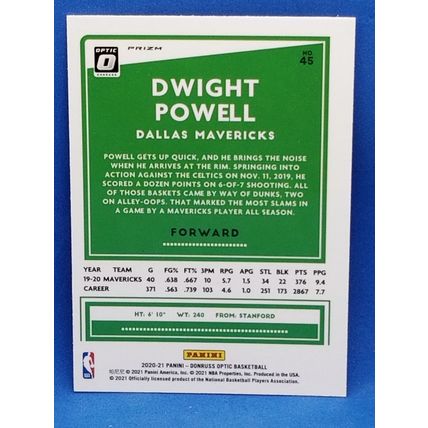 OPTIC
PRIZM
NO.
45
DWIGHT
POWELL
DALLAS MAVERICKS
POWELL GETS UP QUICK, AND HE BRINGS THE NOISE
WHEN HE ARRIVES AT THE RIM. SPRINGING INTO
ACTION AGAINST THE CELTICS ON NOV. 11, 2019, HE
SCORED A DOZEN POINTS ON 6-OF-7 SHOOTING. ALL
OF THOSE BASKETS CAME BY WAY OF DUNKS, TWO
ON ALLEY-OOPS. THAT MARKED THE MOST SLAMS IN
A GAME BY A MAVERICKS PLAYER ALL SEASON.
FORWARD
YEAR TEAM G FG% FT% 3PM RPG APG STL BLK PTS PPG
19-20 MAVERICKS 40 .638 .667 10 5.7 1.5 34 22 376 9.4
CAREER 371 .563 .739 103 4.6 1.0 251 173 2867 7.7
HT: 6' 10" WT: 240 FROM: STANFORD
PANINI
2020-21 PANINI – DONRUSS OPTIC BASKETBALL
© 2021 Panini America, Inc. © 2021 NBA Properties, Inc. Produced in the USA.
© 2021 Officially licensed product of the National Basketball Players Association.